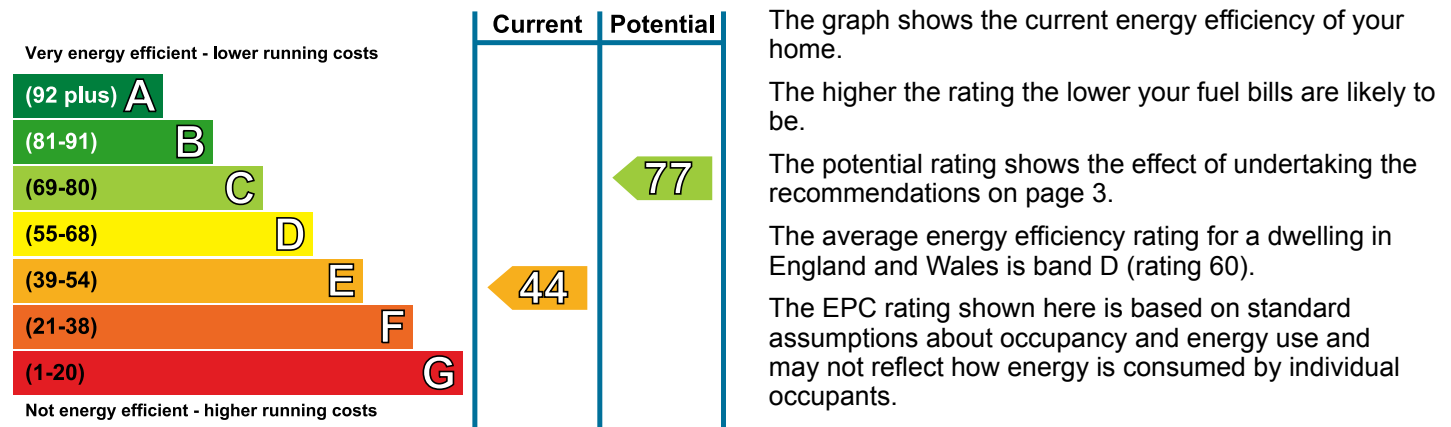 Current Potential
Very energy efficient - lower running costs
(92 plus) A
(81-91) B
(69-80) C
77
(55-68) D
(39-54) E
44
(21-38) F
(1-20) G
Not energy efficient - higher running costs
The graph shows the current energy efficiency of your
home.
The higher the rating the lower your fuel bills are likely to
be.
The potential rating shows the effect of undertaking the
recommendations on page 3.
The average energy efficiency rating for a dwelling in
England and Wales is band D (rating 60).
The EPC rating shown here is based on standard
assumptions about occupancy and energy use and
may not reflect how energy is consumed by individual
occupants.